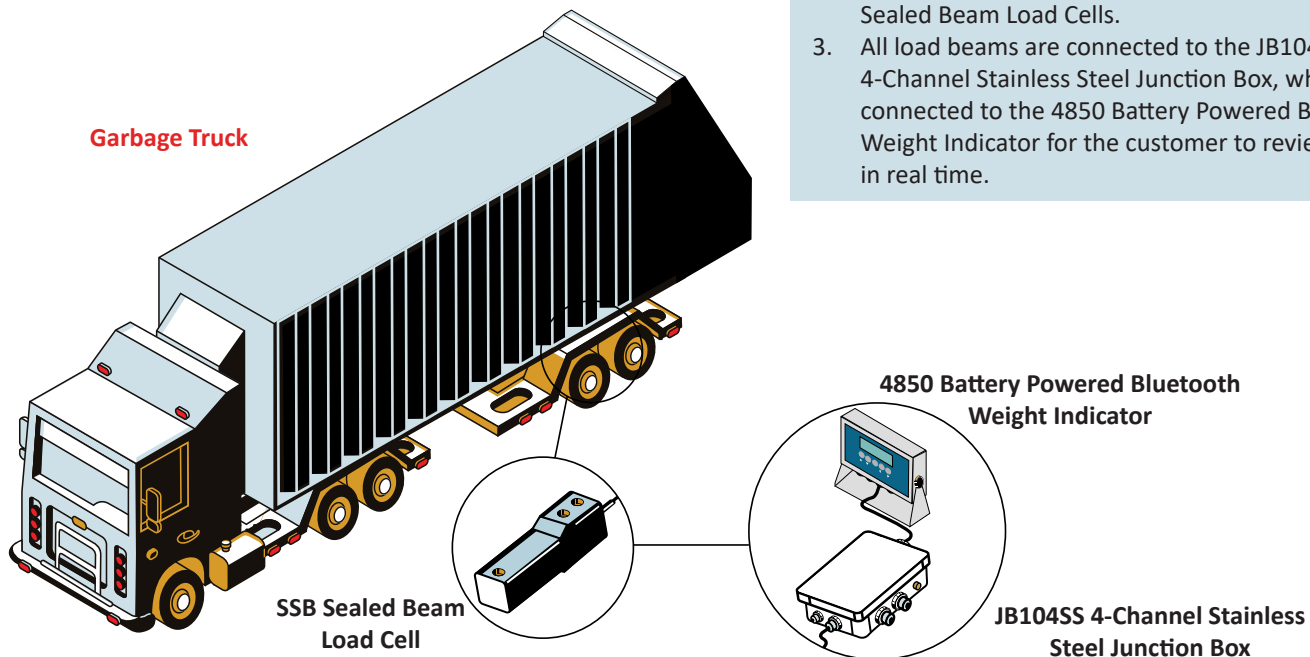 Sealed Beam Load Cells.
3. All load beams are connected to the JB104
4-Channel Stainless Steel Junction Box, wh
connected to the 4850 Battery Powered B
Weight Indicator for the customer to revie
in real time.
Garbage Truck
4850 Battery Powered Bluetooth
Weight Indicator
SSB Sealed Beam
Load Cell
JB104SS 4-Channel Stainless
Steel Junction Box